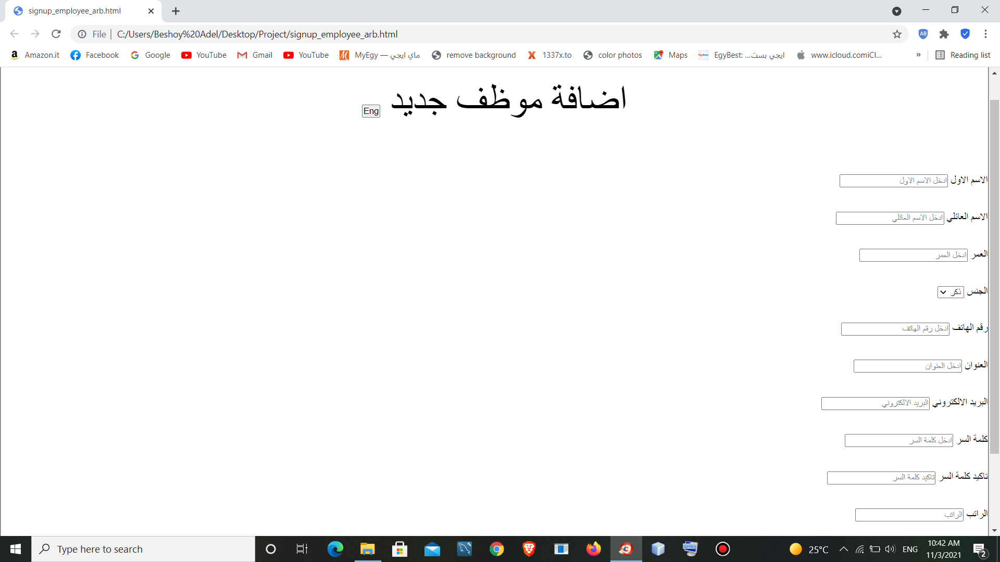 signup_employee_arb.html
File | C:/Users/Beshoy%20Adel/Desktop/Project/signup_employee_arb.html
Amazon.it Facebook Google YouTube Gmail YouTube MyEgy — ماي ايجي remove background 1337x.to color photos Maps EgyBest: ايجي بست... www.icloud.comiCl... » Reading list
اضافة موظف جديد Eng
الاسم الاول ادخل الاسم الاول
الاسم العائلي ادخل الاسم العائلي
العمر ادخل العمر
الجنس ذكر
رقم الهاتف ادخل رقم الهاتف
العنوان ادخل العنوان
البريد الالكتروني البريد الالكتروني
كلمة السر ادخل كلمة السر
تاكيد كلمة السر تاكيد كلمة السر
الراتب الراتب
Type here to search 25°C ENG 10:42 AM
11/3/2021 2